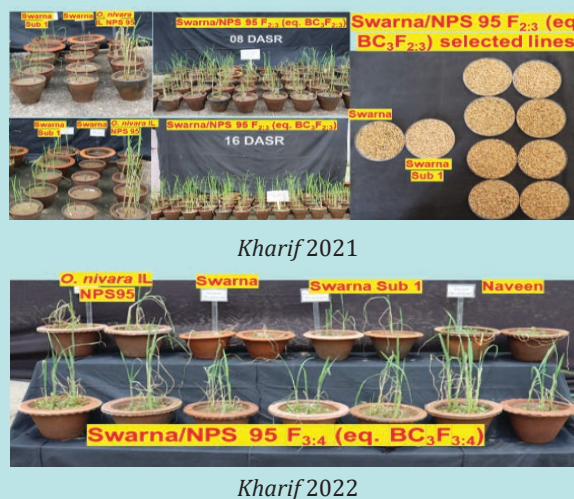 Swarna Sub 1
Swarna
O. nivara IL NPS 95
Swarna/NPS 95 F2:3 (eq. BC3F2:3)
08 DASR
Swarna/NPS 95 F2:3 (eq BC3F2:3) selected lines
Swarna
Swarna Sub 1
Swarna Sub 1
Swarna
O. nivara IL NPS 95
Swarna/NPS 95 F2:3 (eq. BC3F2:3)
16 DASR
Kharif 2021
O. nivara IL NPS95
Swarna
Swarna Sub 1
Naveen
Swarna/NPS 95 F3:4 (eq. BC3F3:4)
Kharif 2022